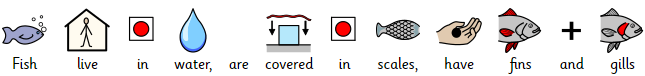 Fish live in water, are covered in scales, have fins and gills